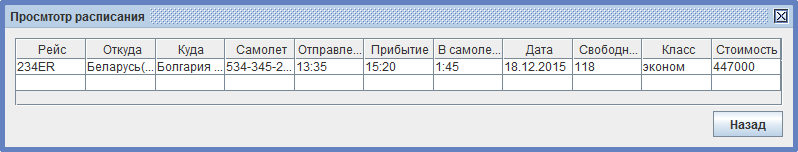 Просмтотр расписания
Рейс Откуда Куда Самолет Отправле... Прибытие В самоле... Дата Свободн... Класс Стоимость
234ER Беларусь(... Болгария ... 534-345-2... 13:35 15:20 1:45 18.12.2015 118 эконом 447000
Назад